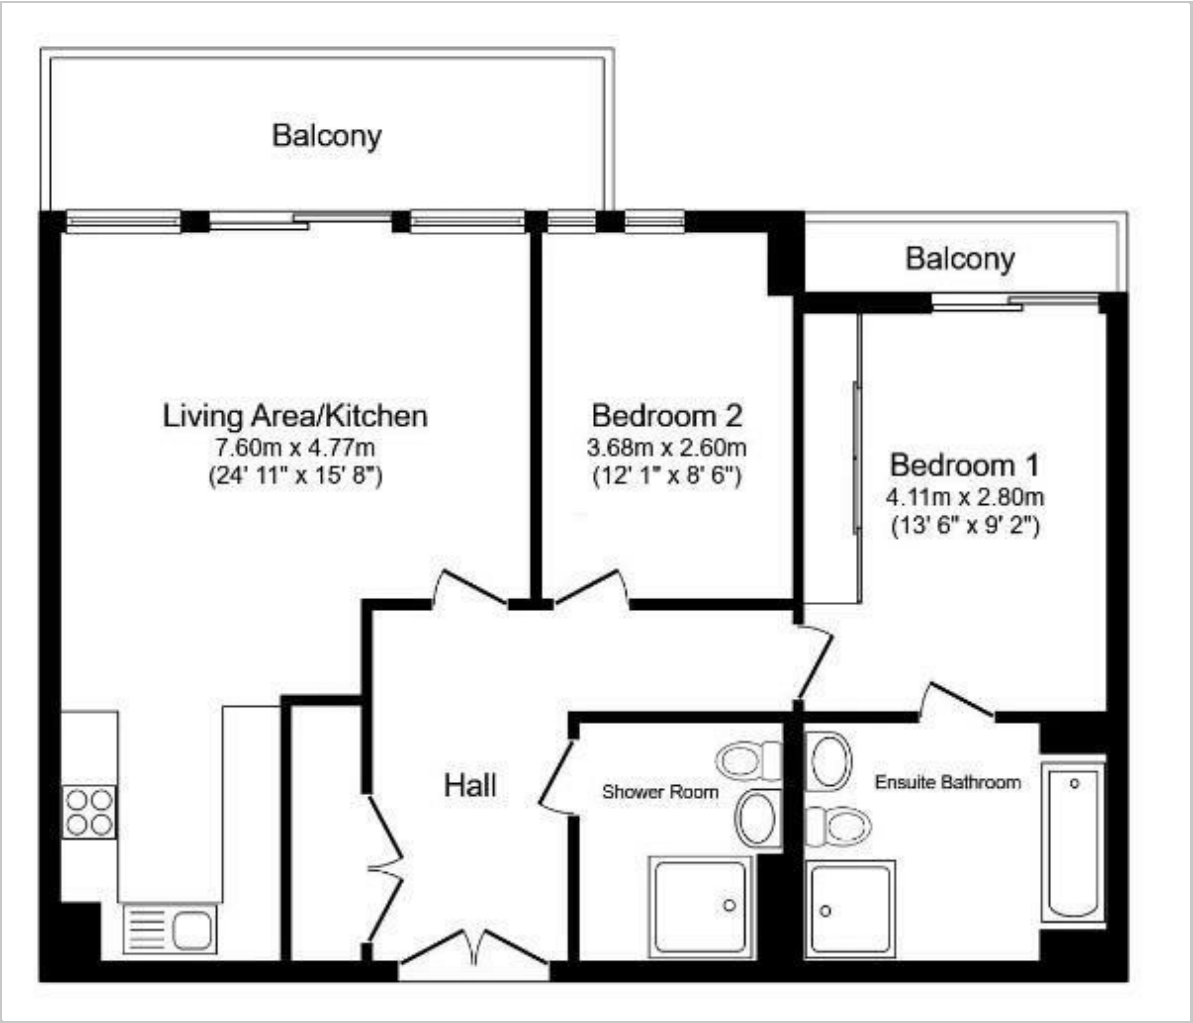 Balcony
Balcony
Living Area/Kitchen
7.60m x 4.77m
(24' 11" x 15' 8")
Bedroom 2
3.68m x 2.60m
(12' 1" x 8' 6")
Bedroom 1
4.11m x 2.80m
(13' 6" x 9' 2")
Hall
Shower Room
Ensuite Bathroom